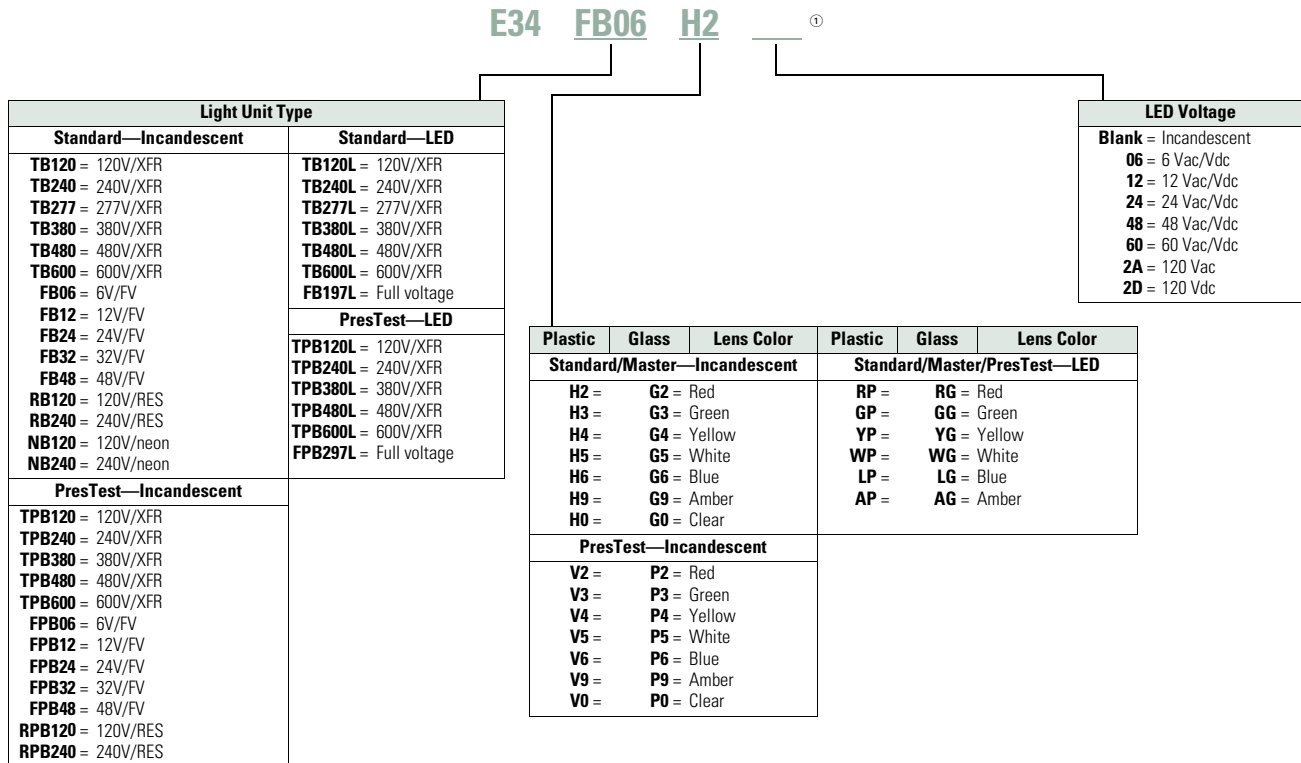 E34 FB06 H2 ___ ①
Light Unit Type
Standard—Incandescent
TB120 = 120V/XFR
TB240 = 240V/XFR
TB277 = 277V/XFR
TB380 = 380V/XFR
TB480 = 480V/XFR
TB600 = 600V/XFR
FB06 = 6V/FV
FB12 = 12V/FV
FB24 = 24V/FV
FB32 = 32V/FV
FB48 = 48V/FV
RB120 = 120V/RES
RB240 = 240V/RES
NB120 = 120V/neon
NB240 = 240V/neon
PresTest—Incandescent
TPB120 = 120V/XFR
TPB240 = 240V/XFR
TPB380 = 380V/XFR
TPB480 = 480V/XFR
TPB600 = 600V/XFR
FPB06 = 6V/FV
FPB12 = 12V/FV
FPB24 = 24V/FV
FPB32 = 32V/FV
FPB48 = 48V/FV
RPB120 = 120V/RES
RPB240 = 240V/RES
Standard—LED
TB120L = 120V/XFR
TB240L = 240V/XFR
TB277L = 277V/XFR
TB380L = 380V/XFR
TB480L = 480V/XFR
TB600L = 600V/XFR
FB197L = Full voltage
PresTest—LED
TPB120L = 120V/XFR
TPB240L = 240V/XFR
TPB380L = 380V/XFR
TPB480L = 480V/XFR
TPB600L = 600V/XFR
FPB297L = Full voltage
Plastic Glass Lens Color
Standard/Master—Incandescent
H2 = G2 = Red
H3 = G3 = Green
H4 = G4 = Yellow
H5 = G5 = White
H6 = G6 = Blue
H9 = G9 = Amber
H0 = G0 = Clear
PresTest—Incandescent
V2 = P2 = Red
V3 = P3 = Green
V4 = P4 = Yellow
V5 = P5 = White
V6 = P6 = Blue
V9 = P9 = Amber
V0 = P0 = Clear
Plastic Glass Lens Color
Standard/Master/PresTest—LED
RP = RG = Red
GP = GG = Green
YP = YG = Yellow
WP = WG = White
LP = LG = Blue
AP = AG = Amber
LED Voltage
Blank = Incandescent
06 = 6 Vac/Vdc
12 = 12 Vac/Vdc
24 = 24 Vac/Vdc
48 = 48 Vac/Vdc
60 = 60 Vac/Vdc
2A = 120 Vac
2D = 120 Vdc